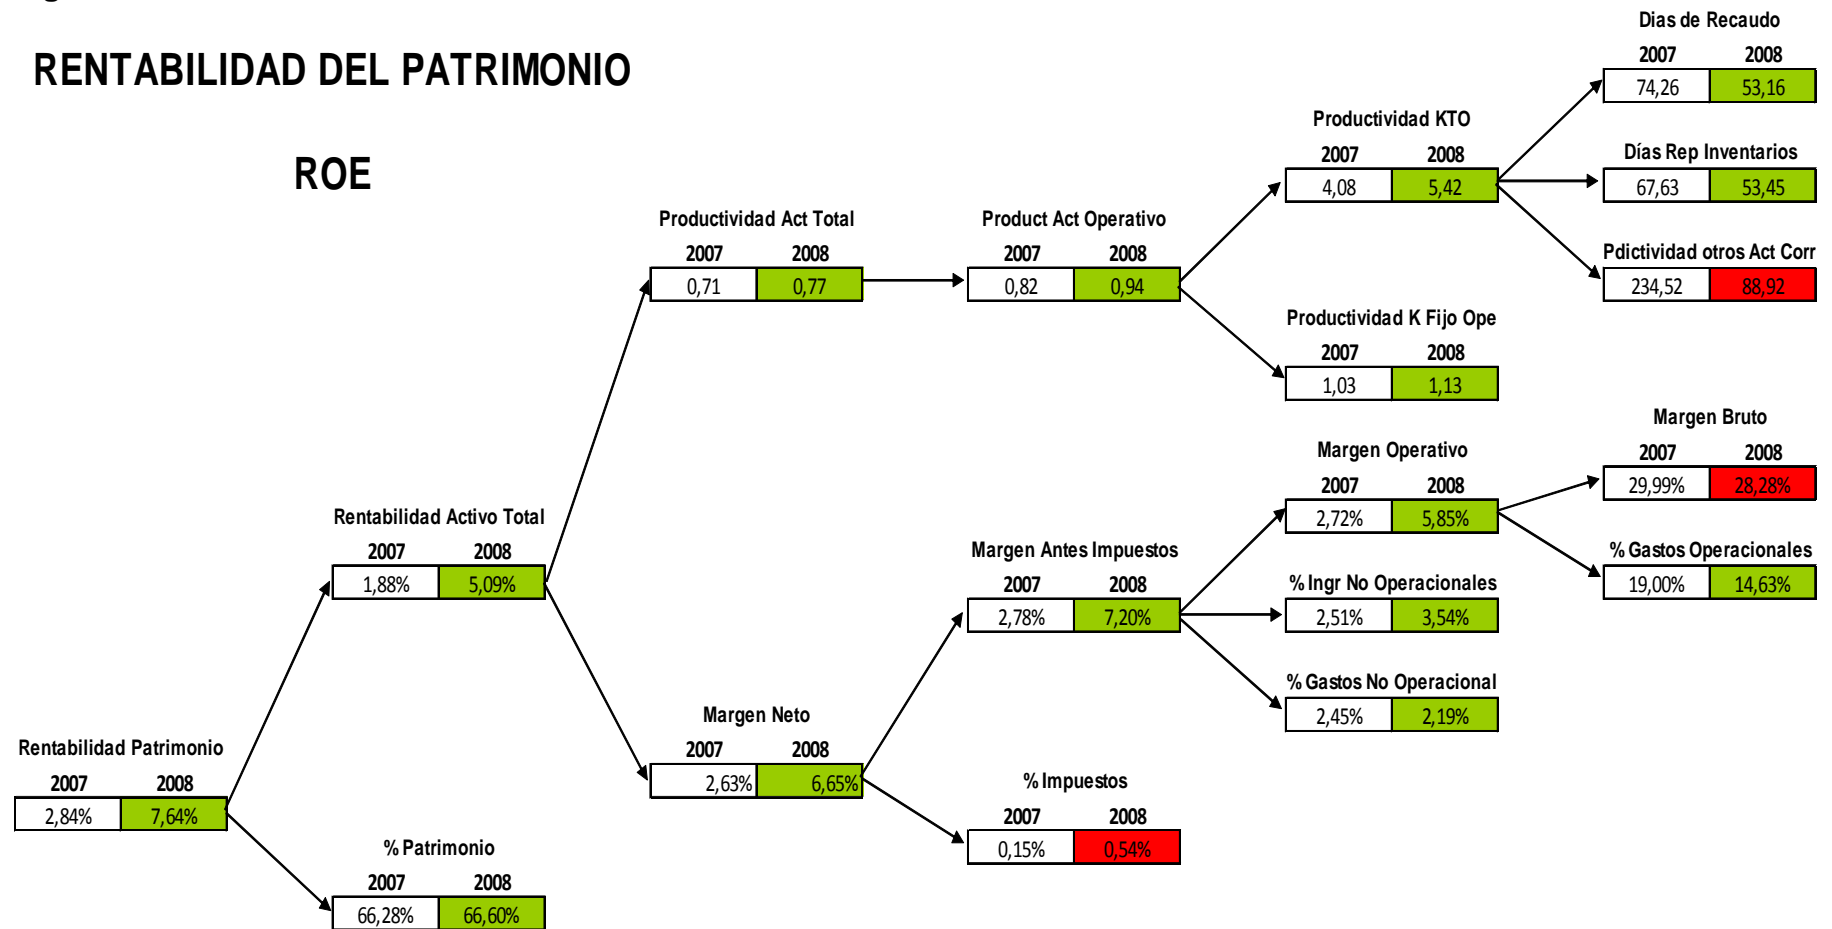 RENTABILIDAD DEL PATRIMONIO
ROE
Dias de Recaudo
2007 2008
74,26 53,16
Productividad KTO
2007 2008
4,08 5,42
Días Rep Inventarios
67,63 53,45
Productividad Act Total
2007 2008
0,71 0,77
Product Act Operativo
2007 2008
0,82 0,94
Pdictividad otros Act Corr
234,52 88,92
Productividad K Fijo Ope
2007 2008
1,03 1,13
Margen Bruto
2007 2008
29,99% 28,28%
Margen Operativo
2007 2008
2,72% 5,85%
% Gastos Operacionales
19,00% 14,63%
Rentabilidad Activo Total
2007 2008
1,88% 5,09%
Margen Antes Impuestos
2007 2008
2,78% 7,20%
% Ingr No Operacionales
2,51% 3,54%
% Gastos No Operacional
2,45% 2,19%
Margen Neto
2007 2008
2,63% 6,65%
% Impuestos
2007 2008
0,15% 0,54%
Rentabilidad Patrimonio
2007 2008
2,84% 7,64%
% Patrimonio
2007 2008
66,28% 66,60%